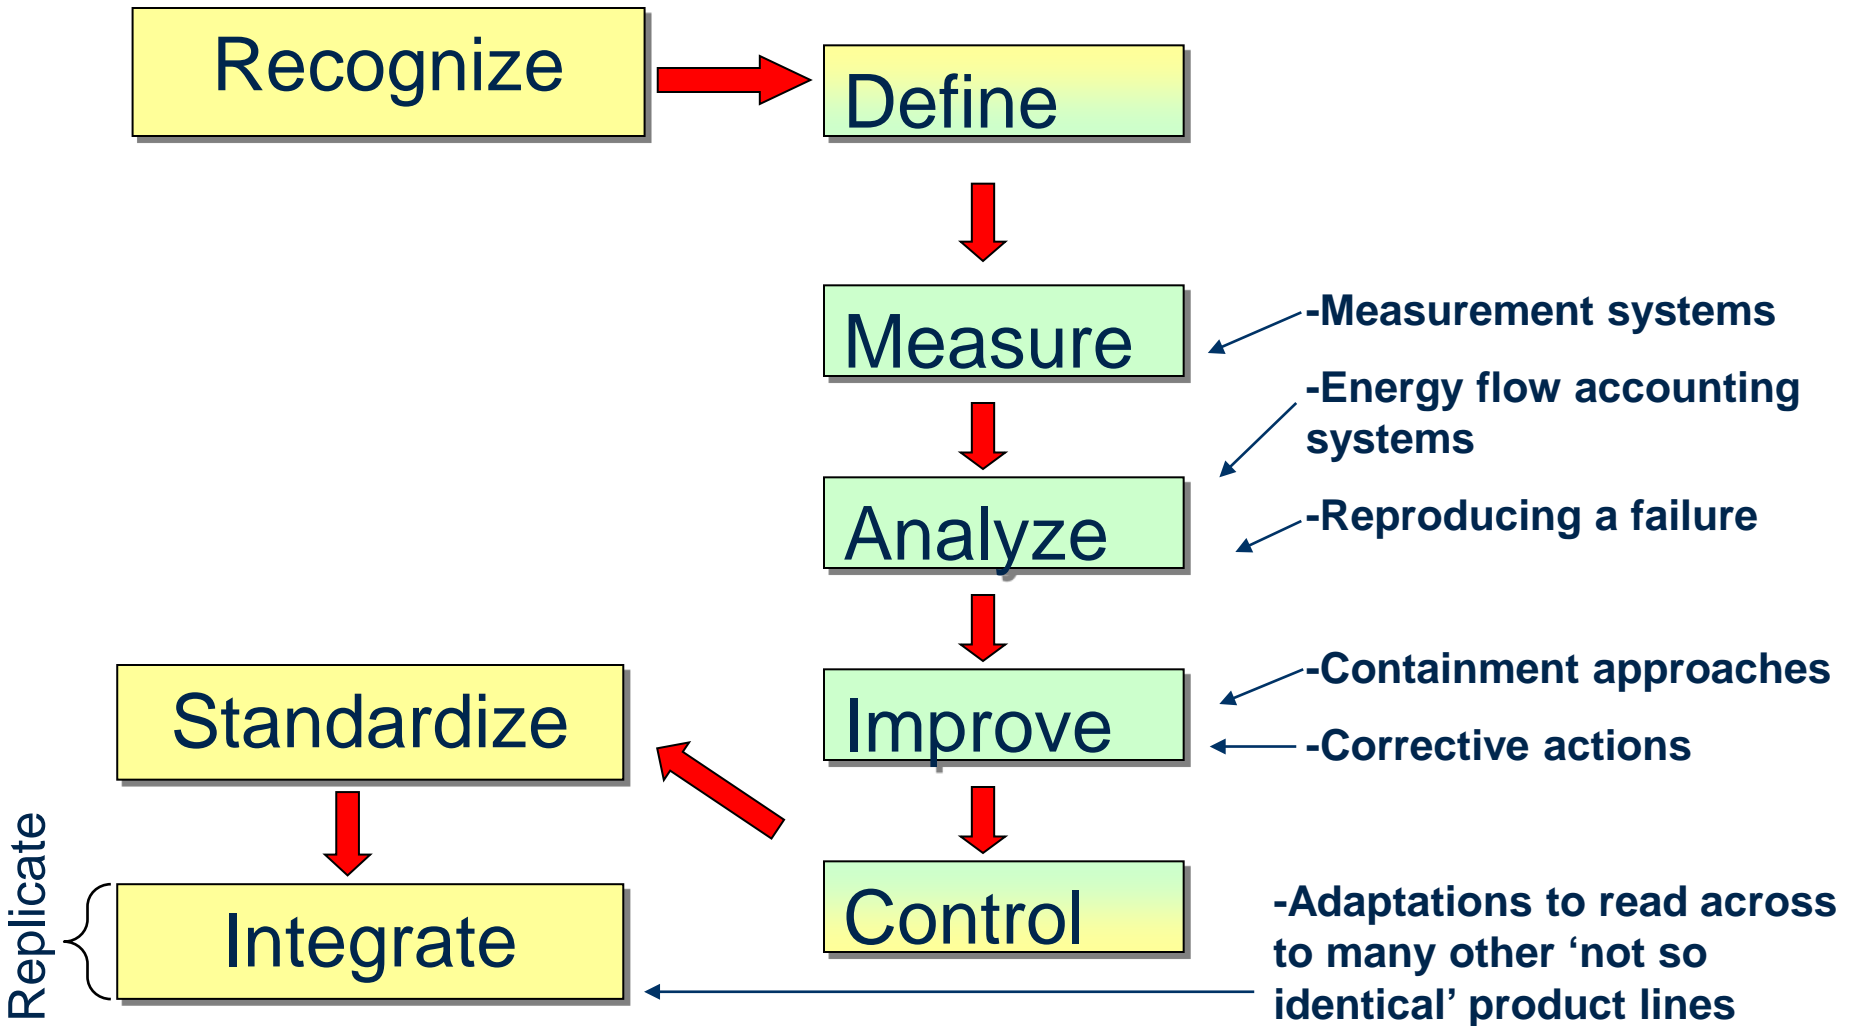 Recognize
Define
Measure
-Measurement systems
-Energy flow accounting
systems
Analyze
-Reproducing a failure
Improve
-Containment approaches
-Corrective actions
Standardize
Control
Replicate
Integrate
-Adaptations to read across
to many other ‘not so
identical’ product lines